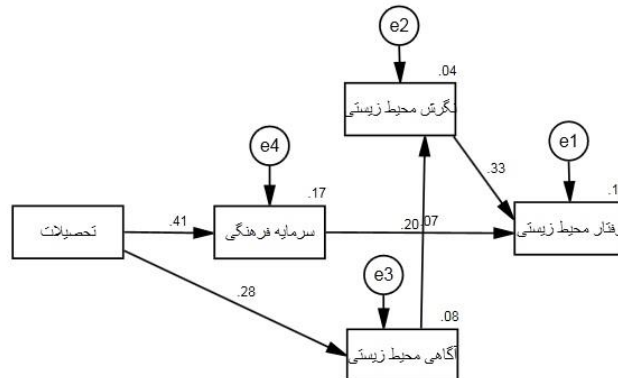 e2
.04
نگرش محیط زیستی
e4
e1
.33
.17
.1
تحصیلات
.41
سرمایه فرهنگی
.20
.07
رفتار محیط زیستی
.28
e3
.08
آگاهی محیط زیستی